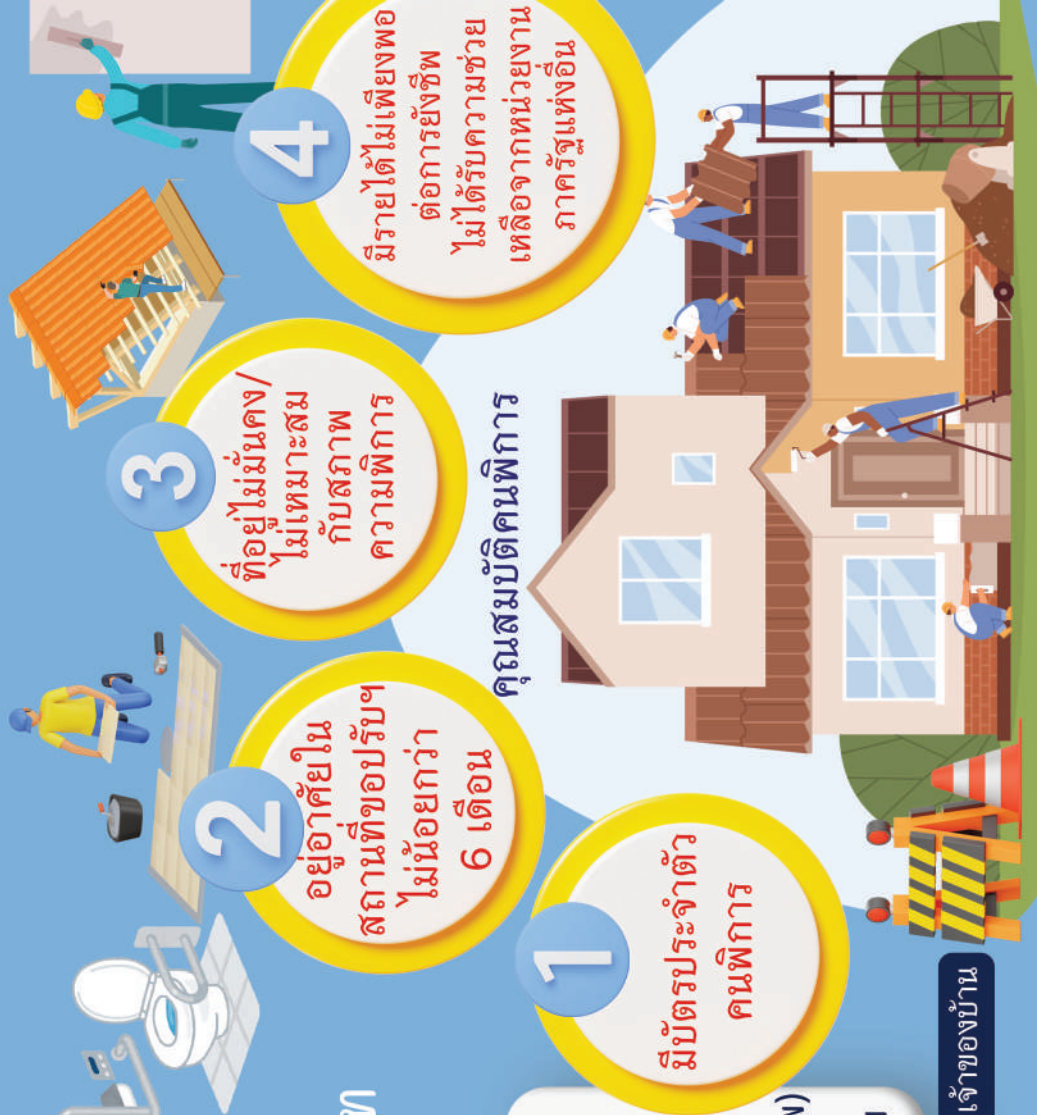 คุณสมบัติคนพิการ
1
มีบัตรประจำตัว
คนพิการ
2
อยู่อาศัยใน
สถานที่ขอปรับฯ
ไม่น้อยกว่า
6 เดือน
3
ที่อยู่ไม่มั่นคง/
ไม่เหมาะสม
กับสภาพ
ความพิการ
4
มีรายได้ไม่เพียงพอ
ต่อการยังชีพ
ไม่ได้รับความช่วย
เหลือจากหน่วยงาน
ภาครัฐแห่งอื่น
เจ้าของบ้าน